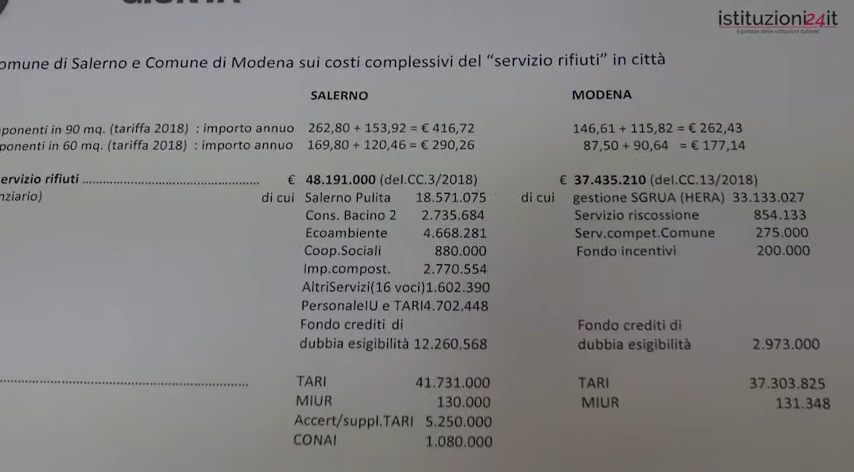 istituzioni24it
omune di Salerno e Comune di Modena sui costi complessivi del “servizio rifiuti” in città
SALERNO MODENA
ponenti in 90 mq. (tariffa 2018) : importo annuo 262,80 + 153,92 = € 416,72 146,61 + 115,82 = € 262,43
ponenti in 60 mq. (tariffa 2018) : importo annuo 169,80 + 120,46 = € 290,26 87,50 + 90,64 = € 177,14
ervizio rifiuti ........................................................ € 48.191.000 (del.CC.3/2018) € 37.435.210 (del.CC.13/2018)
nziario) di cui Salerno Pulita 18.571.075 di cui gestione SGRUA (HERA) 33.133.027
Cons. Bacino 2 2.735.684 Servizio riscossione 854.133
Ecoambiente 4.668.281 Serv.compet.Comune 275.000
Coop.Sociali 880.000 Fondo incentivi 200.000
Imp.compost. 2.770.554
AltriServizi(16 voci)1.602.390
PersonaleIU e TARI4.702.448
Fondo crediti di Fondo crediti di
dubbia esigibilità 12.260.568 dubbia esigibilità 2.973.000
........................................................ TARI 41.731.000 TARI 37.303.825
MIUR 130.000 MIUR 131.348
Accert/suppl.TARI 5.250.000
CONAI 1.080.000